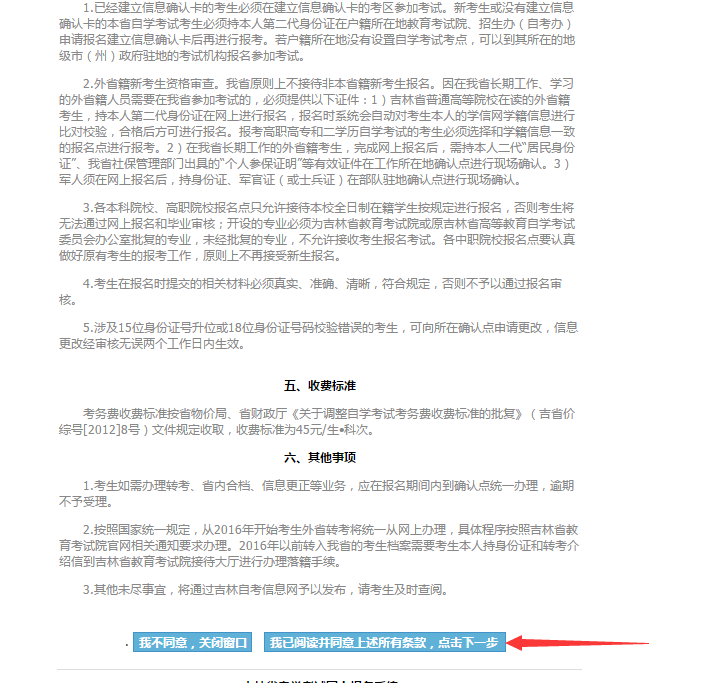 1.已经建立信息确认卡的考生必须在建立信息确认卡的考区参加考试。新考生或没有建立信息
确认卡的本省自学考试考生必须持本人第二代身份证在户籍所在地教育考试院、招生办（自考办）
申请报名建立信息确认卡后再进行报考。若户籍所在地没有设置自学考试考点，可以到其所在的地
级市（州）政府驻地的考试机构报名参加考试。
2.外省籍新考生资格审查。我省原则上不接待非本省籍新考生报名。因在我省长期工作、学习
的外省籍人员需要在我省参加考试的，必须提供以下证件：1）吉林省普通高等院校在读的外省籍
考生，持本人第二代身份证在网上进行报名，报名时系统会自动对考生本人的学信网学籍信息进行
比对校验，合格后方可进行报名。报考高职高专和二学历自学考试的考生必须选择和学籍信息一致
的报名点进行报考。2）在我省长期工作的外省籍考生，完成网上报名后，需持本人二代“居民身份
证”、我省社保管理部门出具的“个人参保证明”等有效证件在工作所在地确认点进行现场确认。3）
军人须在网上报名后，持身份证、军官证（或士兵证）在部队驻地确认点进行现场确认。
3.各本科院校、高职院校报名点只允许接待本校全日制在籍学生按规定进行报名，否则考生将
无法通过网上报名和毕业审核；开设的专业必须为吉林省教育考试院或原吉林省高等教育自学考试
委员会办公室批复的专业，未经批复的专业，不允许接收考生报名考试。各中职院校报名点要认真
做好原有考生的报考工作，原则上不再接受新生报名。
4.考生在报名时提交的相关材料必须真实、准确、清晰，符合规定，否则不予以通过报名审
核。
5.涉及15位身份证号升位或18位身份证号码校验错误的考生，可向所在确认点申请更改，信息
更改经审核无误两个工作日内生效。
五、收费标准
考务费收费标准按省物价局、省财政厅《关于调整自学考试考务费收费标准的批复》（吉省价
综号[2012]8号）文件规定收取，收费标准为45元/生•科次。
六、其他事项
1.考生如需办理转考、省内合档、信息更正等业务，应在报名期间内到确认点统一办理，逾期
不予受理。
2.按照国家统一规定，从2016年开始考生外省转考将统一从网上办理，具体程序按照吉林省教
育考试院官网相关通知要求办理。2016年以前转入我省的考生档案需要考生本人持身份证和转考介
绍信到吉林省教育考试院接待大厅进行办理落籍手续。
3.其他未尽事宜，将通过吉林自考信息网予以发布，请考生及时查阅。
我不同意，关闭窗口 我已阅读并同意上述所有条款，点击下一步